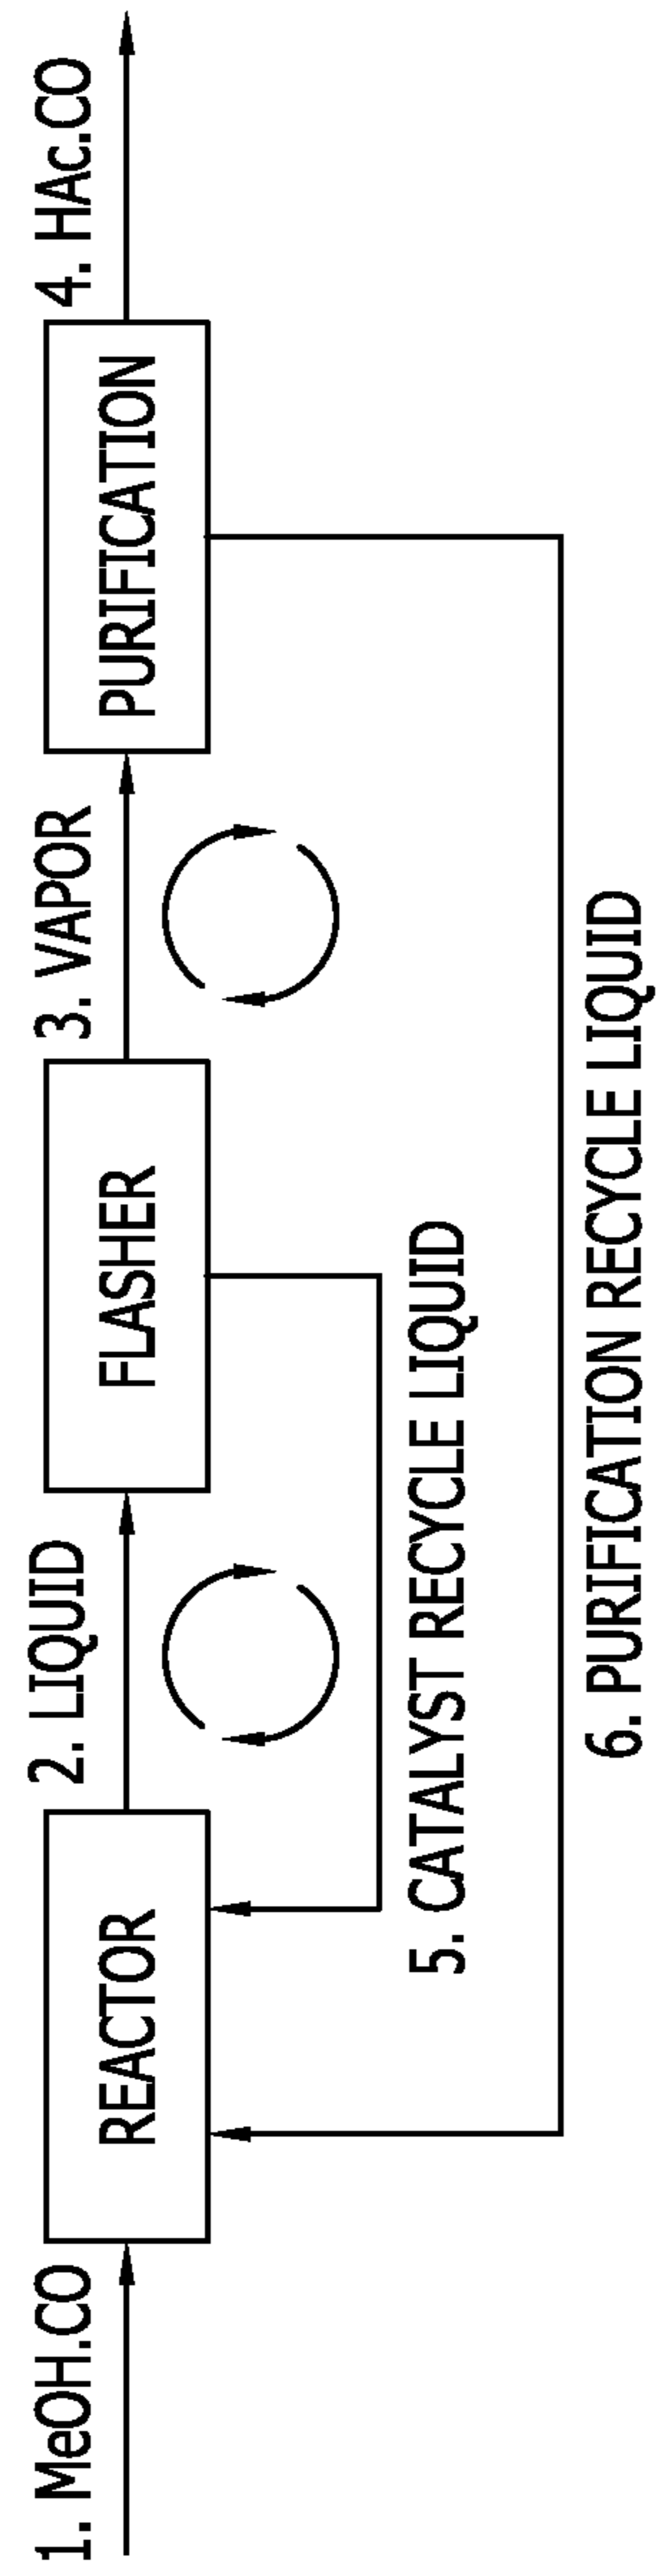 1. MeOH.CO
REACTOR
2. LIQUID
FLASHER
3. VAPOR
PURIFICATION
4. HAc.CO
5. CATALYST RECYCLE LIQUID
6. PURIFICATION RECYCLE LIQUID